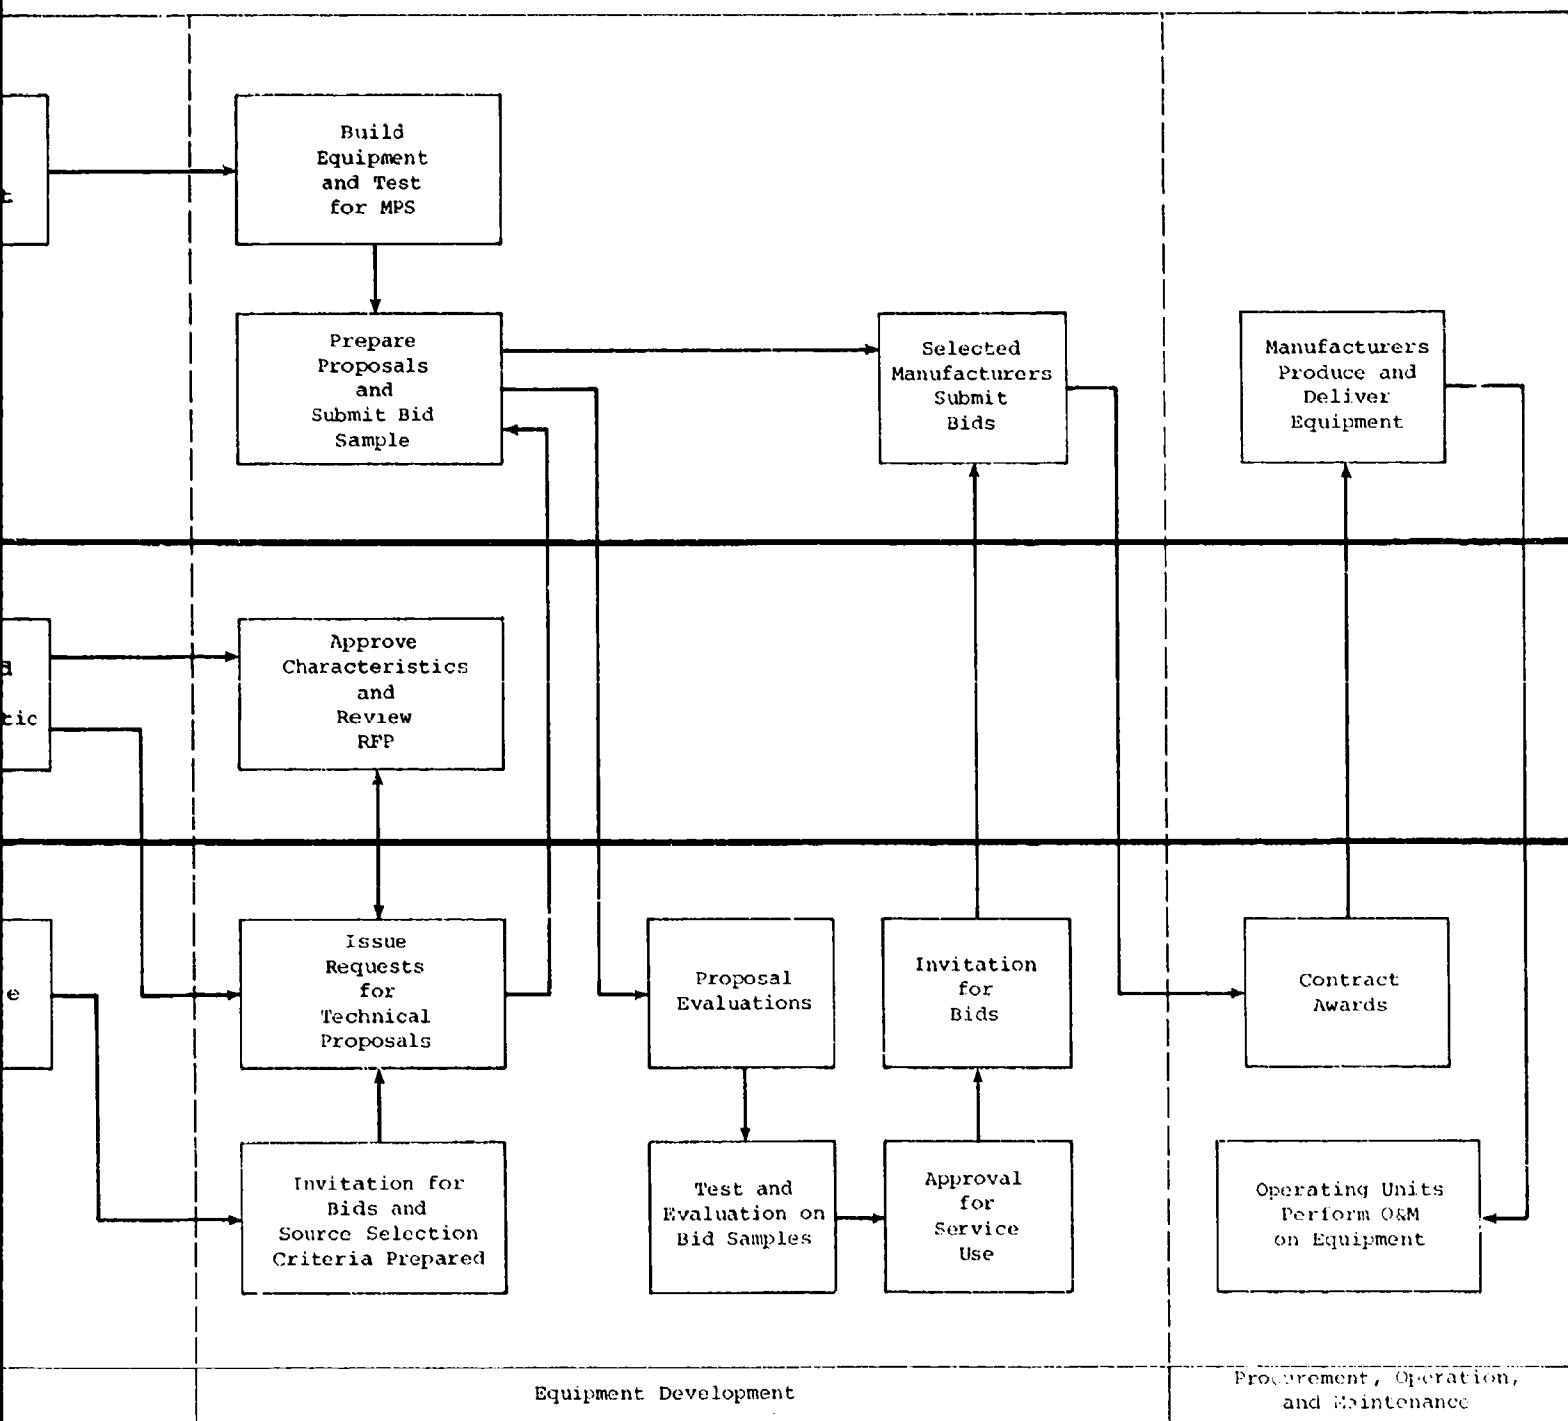 t
Build
Equipment
and Test
for MPS
Prepare
Proposals
and
Submit Bid
Sample
Selected
Manufacturers
Submit
Bids
Manufacturers
Produce and
Deliver
Equipment
d
tic
Approve
Characteristics
and
Review
RFP
e
Issue
Requests
for
Technical
Proposals
Proposal
Evaluations
Invitation
for
Bids
Contract
Awards
Invitation for
Bids and
Source Selection
Criteria Prepared
Test and
Evaluation on
Bid Samples
Approval
for
Service
Use
Operating Units
Perform O&M
on Equipment
Equipment Development
Procurement, Operation,
and Maintenance